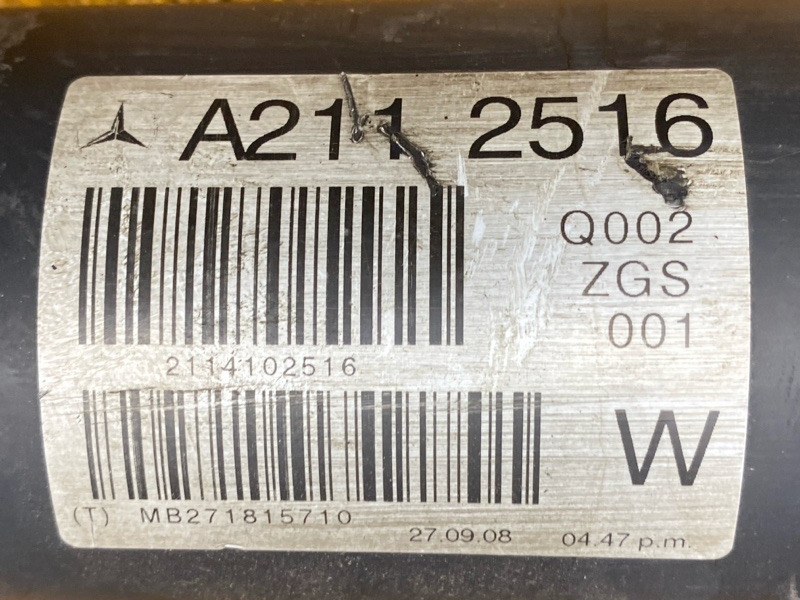 A211 2516
Q002
ZGS
001
2114102516
W
(T) MB271815710
27.09.08 04.47 p.m.